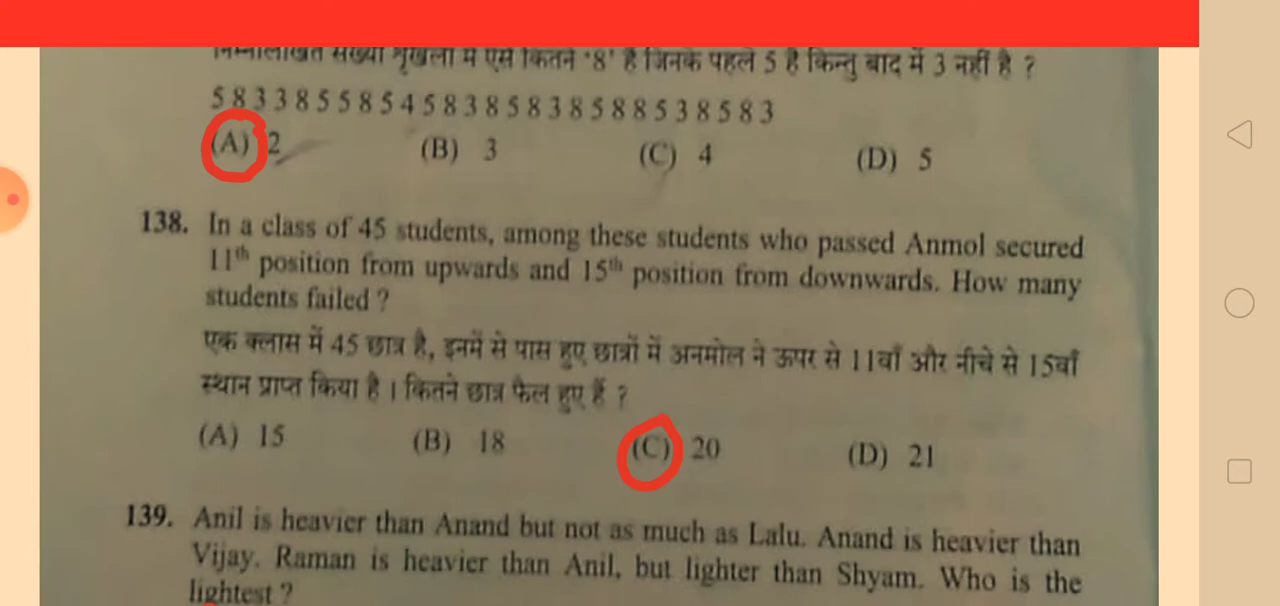 निम्नलिखित संख्या शृंखला में ऐसे कितने '8' हैं जिनके पहले 5 है किन्तु बाद में 3 नहीं है ?
5 8 3 3 8 5 5 8 5 4 5 8 3 8 5 8 3 8 5 8 8 5 3 8 5 8 3
(A) 2 (B) 3 (C) 4 (D) 5
138. In a class of 45 students, among these students who passed Anmol secured
11th position from upwards and 15th position from downwards. How many
students failed ?
एक क्लास में 45 छात्र है, इनमें से पास हुए छात्रों में अनमोल ने ऊपर से 11वाँ और नीचे से 15वाँ
स्थान प्राप्त किया है । कितने छात्र फैल हुए हैं ?
(A) 15 (B) 18 (C) 20 (D) 21
139. Anil is heavier than Anand but not as much as Lalu. Anand is heavier than
Vijay. Raman is heavier than Anil, but lighter than Shyam. Who is the
lightest ?